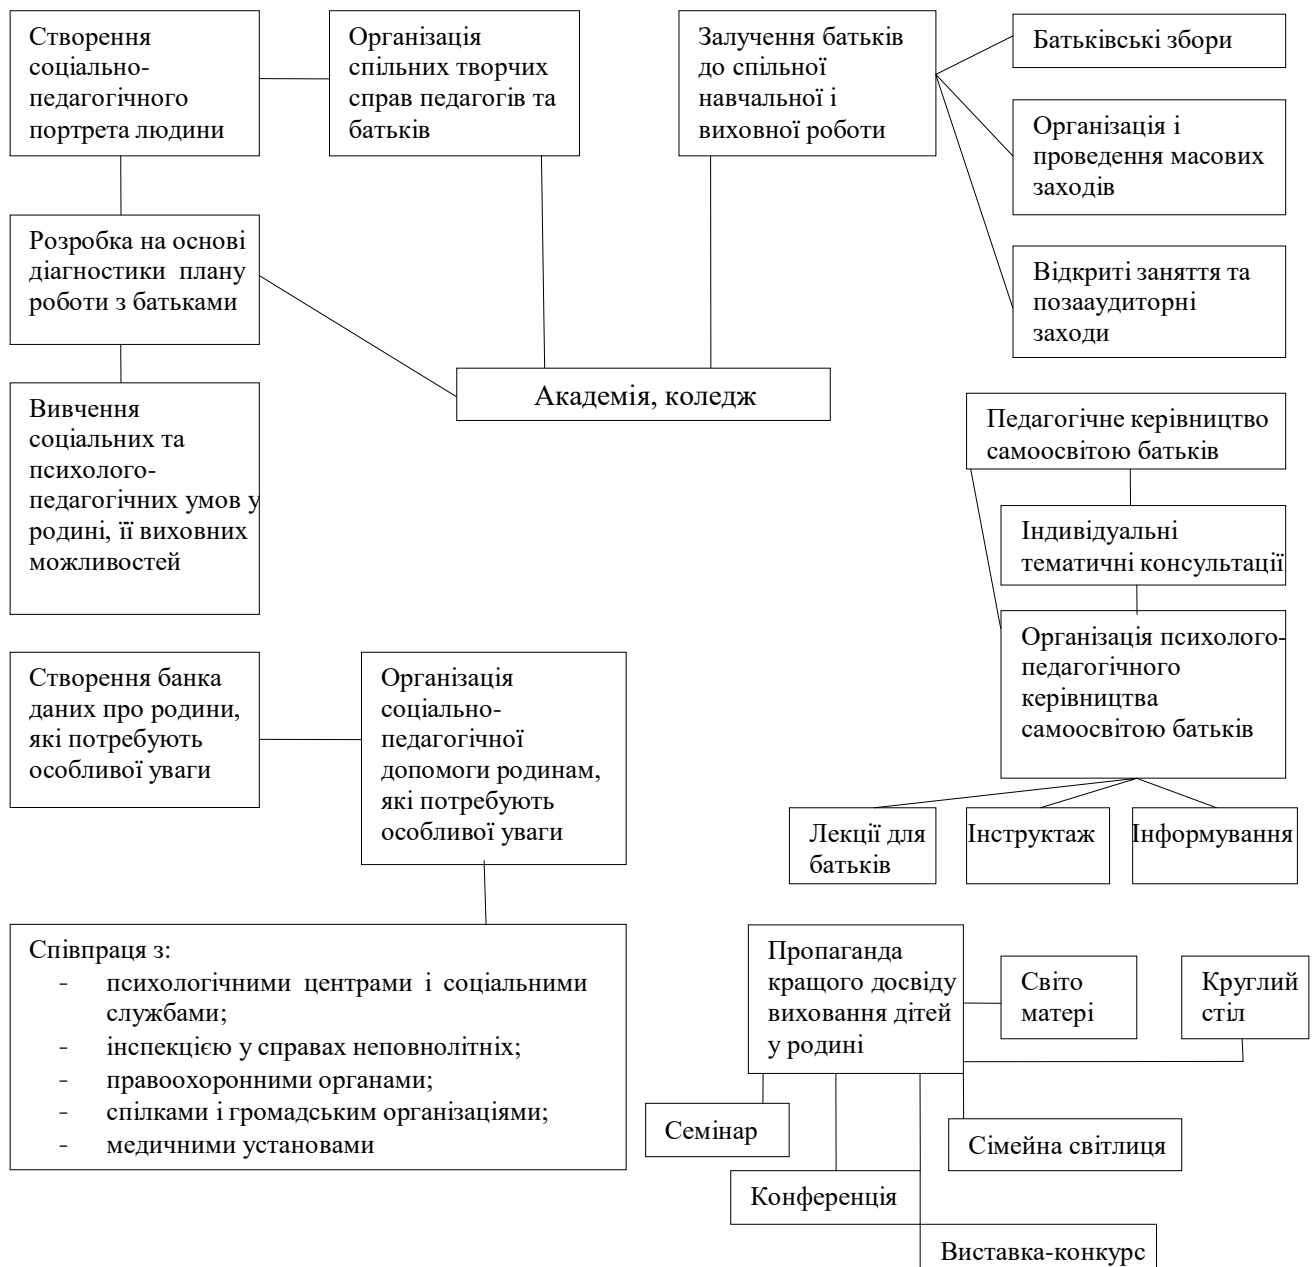 Створення
соціально-
педагогічного
портрета людини
Організація
спільних творчих
справ педагогів та
батьків
Залучення батьків
до спільної
навчальної і
виховної роботи
Батьківські збори
Організація і
проведення масових
заходів
Відкриті заняття та
позааудиторні
заходи
Розробка на основі
діагностики плану
роботи з батьками
Академія, коледж
Вивчення
соціальних та
психолого-
педагогічних умов у
родині, її виховних
можливостей
Педагогічне керівництво
самоосвітою батьків
Індивідуальні
тематичні консультації
Організація психолого-
педагогічного
керівництва
самоосвітою батьків
Створення банка
даних про родини,
які потребують
особливої уваги
Організація
соціально-
педагогічної
допомоги родинам,
які потребують
особливої уваги
Лекції для
батьків
Інструктаж
Інформування
Співпраця з:
- психологічними центрами і соціальними
службами;
- інспекцією у справах неповнолітніх;
- правоохоронними органами;
- спілками і громадським організаціями;
- медичними установами
Пропаганда
кращого досвіду
виховання дітей
у родині
Світо
матері
Круглий
стіл
Семінар
Сімейна світлиця
Конференція
Виставка-конкурс